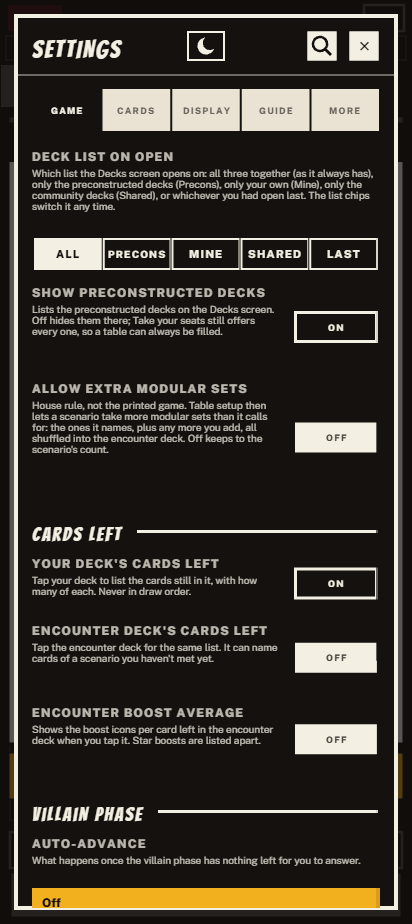 SETTINGS
×
GAME CARDS DISPLAY GUIDE MORE
DECK LIST ON OPEN
Which list the Decks screen opens on: all three together (as it always has),
only the preconstructed decks (Precons), only your own (Mine), only the
community decks (Shared), or whichever you had open last. The list chips
switch it any time.
ALL PRECONS MINE SHARED LAST
SHOW PRECONSTRUCTED DECKS
Lists the preconstructed decks on the Decks screen.
Off hides them there; Take your seats still offers
every one, so a table can always be filled.
ON
ALLOW EXTRA MODULAR SETS
House rule, not the printed game. Table setup then
lets a scenario take more modular sets than it calls
for: the ones it names, plus any more you add, all
shuffled into the encounter deck. Off keeps to the
scenario's count.
OFF
CARDS LEFT
YOUR DECK'S CARDS LEFT
Tap your deck to list the cards still in it, with how
many of each. Never in draw order.
ON
ENCOUNTER DECK'S CARDS LEFT
Tap the encounter deck for the same list. It can name
cards of a scenario you haven't met yet.
OFF
ENCOUNTER BOOST AVERAGE
Shows the boost icons per card left in the encounter
deck when you tap it. Star boosts are listed apart.
OFF
VILLAIN PHASE
AUTO-ADVANCE
What happens once the villain phase has nothing left for you to answer.
Off